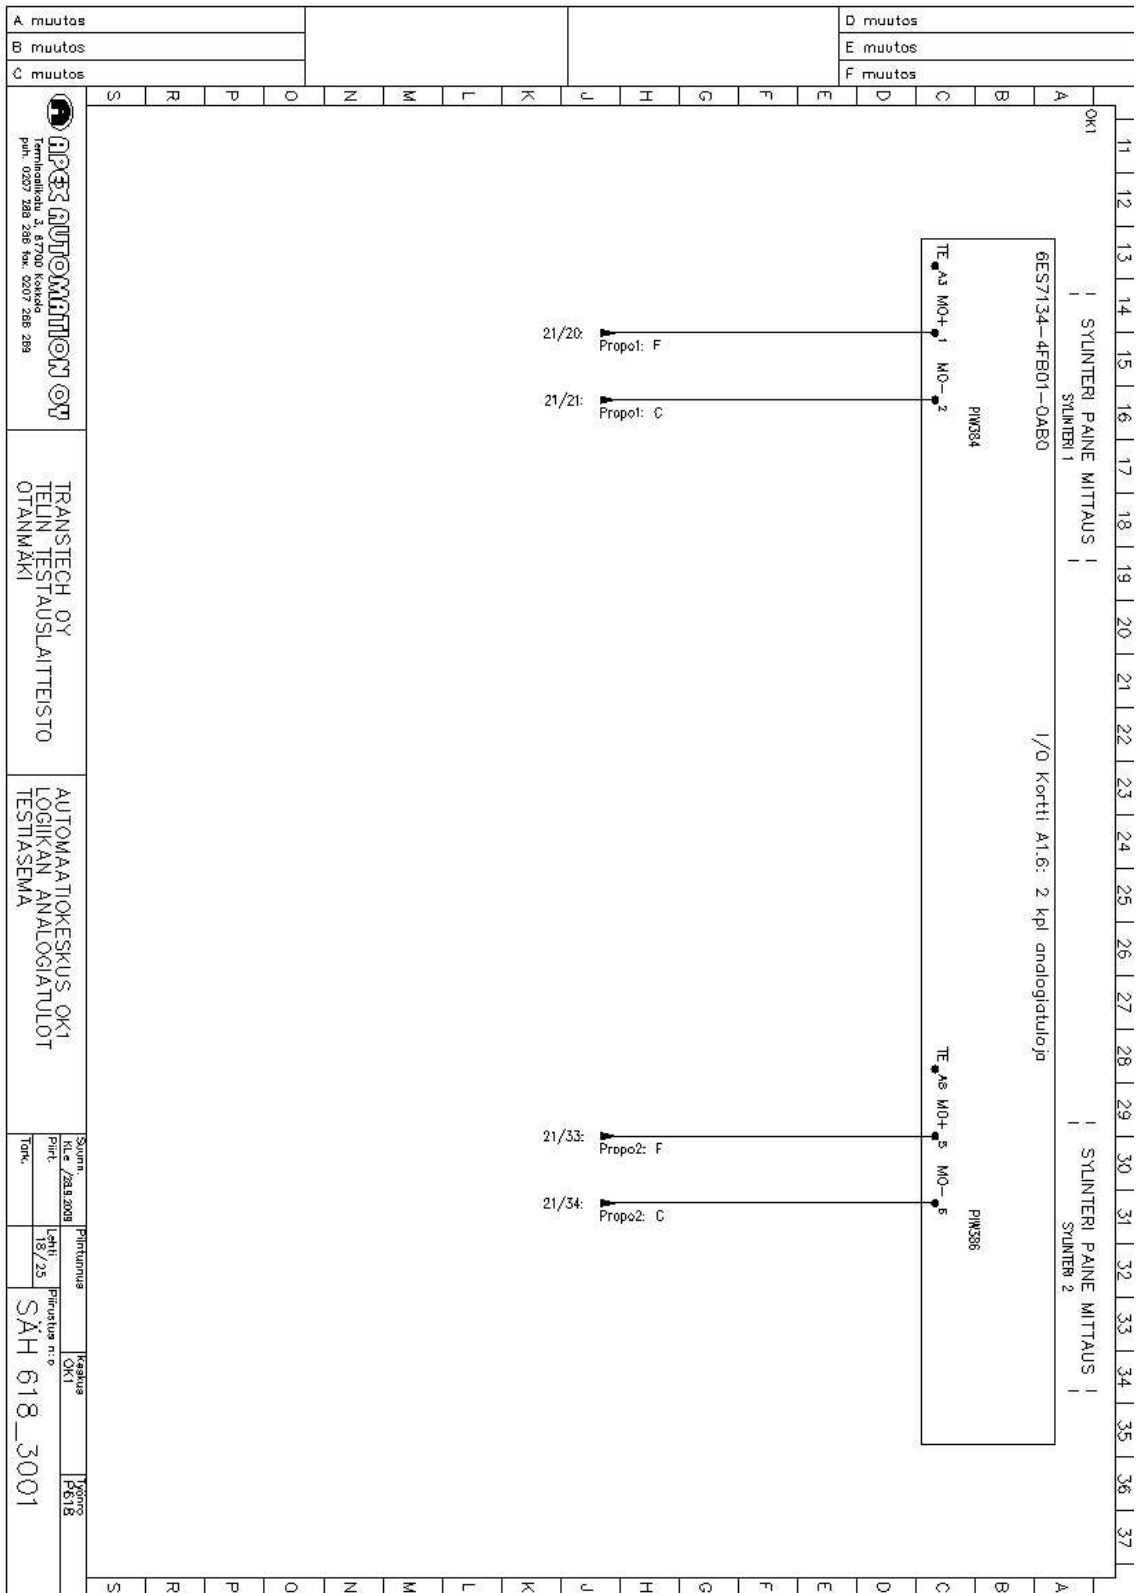 A muutos
B muutos
C muutos
D muutos
E muutos
F muutos
S R P O N M L K J H G F E D C B A
11 12 13 14 15 16 17 18 19 20 21 22 23 24 25 26 27 28 29 30 31 32 33 34 35 36 37
OK1
SYLINTERI PAINE MITTAUS
SYLINTERI 1
SYLINTERI PAINE MITTAUS
SYLINTERI 2
6ES7134-4FB01-0AB0
I/O Kortti A1.6: 2 kpl analogiatuloja
PIW384
PIW386
TE A3 M0+ 1 M0- 2
TE A8 M0+ 5 M0- 6
21/20:
Propo1: F
21/21:
Propo1: C
21/33:
Propo2: F
21/34:
Propo2: C
S R P O N M L K J H G F E D C B A
A APEX AUTOMATION OY
Terminaalikatu 3, 67700 Kokkola
puh. 0207 288 288 fax. 0207 288 289
TRANSTECH OY
TELIN TESTAUSLAITTEISTO
OTANMÄKI
AUTOMAATIOKESKUS OK1
LOGIIKAN ANALOGIATULOT
TESTIASEMA
Suunn.
KLe /28.9.2009
Piirt.
Tark.
Piiritunnus
Lehti
18/25
Keskus
OK1
Työnro
P618
Piirustus n:o
SÄH 618_3001